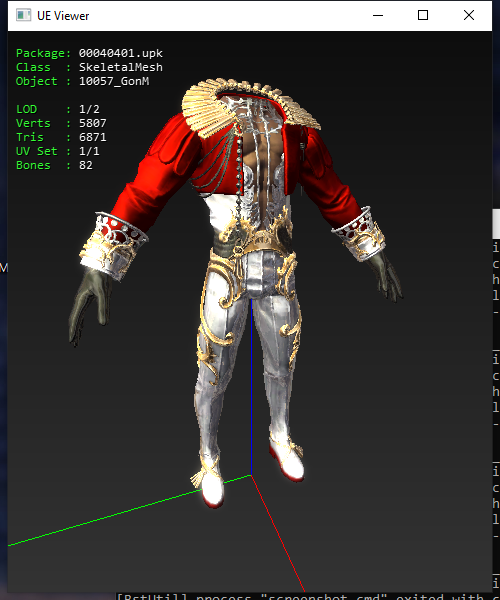 UE Viewer
Package: 00040401.upk
Class : SkeletalMesh
Object : 10057_GonM
LOD : 1/2
Verts : 5807
Tris : 6871
UV Set : 1/1
Bones : 82
M
i
c
h
l
-
i
c
h
l
-
i
c
h
l
-
i
[BstUtil] process "screenshot.cmd" exited with c